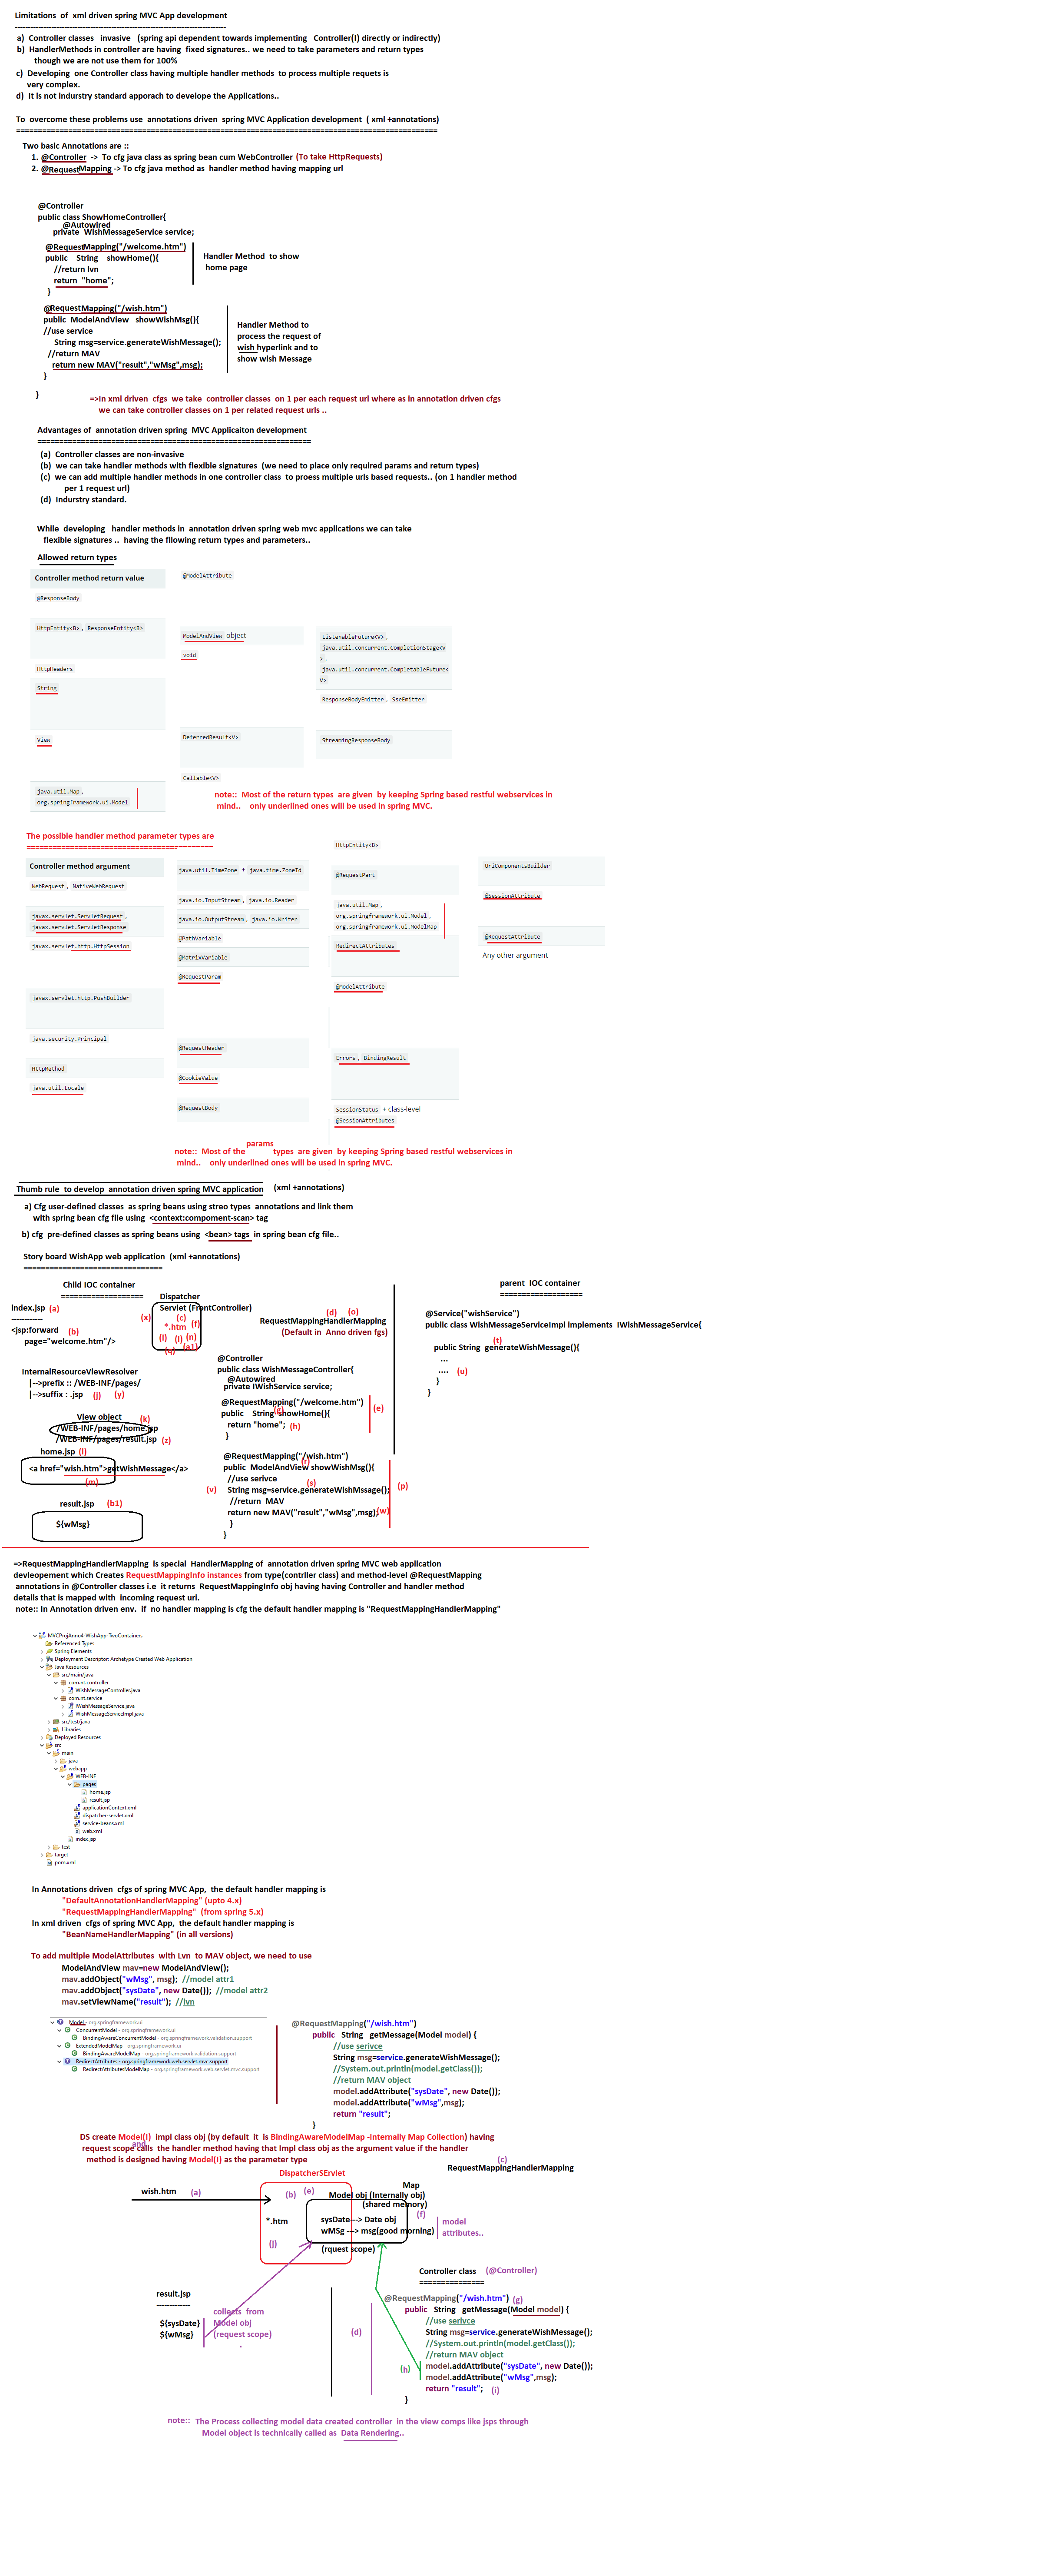 Limitations of xml driven spring MVC App development
--------------------------------------------------------------------------------
a) Controller classes invasive (spring api dependent towards implementing Controller(I) directly or indirectly)
b) HandlerMethods in controller are having fixed signatures.. we need to take parameters and return types
though we are not use them for 100%
c) Developing one Controller class having multiple handler methods to process multiple requets is
very complex.
d) It is not indurstry standard apporach to develope the Applications..
To overcome these problems use annotations driven spring MVC Application development ( xml +annotations)
=================================================================================================
Two basic Annotations are ::
1. @Controller -> To cfg java class as spring bean cum WebController (To take HttpRequests)
2. @RequestMapping -> To cfg java method as handler method having mapping url
@Controller
public class ShowHomeController{
@Autowired
private WishMessageService service;
@RequestMapping("/welcome.htm")
public String showHome(){
//return lvn
return "home";
}
Handler Method to show
home page
@RequestMapping("/wish.htm")
public ModelAndView showWishMsg(){
//use service
String msg=service.generateWishMessage();
//return MAV
return new MAV("result","wMsg",msg);
}
Handler Method to
process the request of
wish hyperlink and to
show wish Message
}
=>In xml driven cfgs we take controller classes on 1 per each request url where as in annotation driven cfgs
we can take controller classes on 1 per related request urls ..
Advantages of annotation driven spring MVC Applicaiton development
===============================================================
(a) Controller classes are non-invasive
(b) we can take handler methods with flexible signatures (we need to place only required params and return types)
(c) we can add multiple handler methods in one controller class to proess multiple urls based requests.. (on 1 handler method
per 1 request url)
(d) Indurstry standard.
While developing handler methods in annotation driven spring web mvc applications we can take
flexible signatures .. having the fllowing return types and parameters..
Allowed return types
Controller method return value
@ResponseBody
HttpEntity<B>, ResponseEntity<B>
HttpHeaders
String
View
java.util.Map,
org.springframework.ui.Model
@ModelAttribute
ModelAndView object
void
DeferredResult<V>
Callable<V>
ListenableFuture<V>,
java.util.concurrent.CompletionStage<V
>,
java.util.concurrent.CompletableFuture<
V>
ResponseBodyEmitter, SseEmitter
StreamingResponseBody
note:: Most of the return types are given by keeping Spring based restful webservices in
mind.. only underlined ones will be used in spring MVC.
The possible handler method parameter types are
===========================================
Controller method argument
WebRequest, NativeWebRequest
javax.servlet.ServletRequest,
javax.servlet.ServletResponse
javax.servlet.http.HttpSession
javax.servlet.http.PushBuilder
java.security.Principal
HttpMethod
java.util.Locale
java.util.TimeZone + java.time.ZoneId
java.io.InputStream, java.io.Reader
java.io.OutputStream, java.io.Writer
@PathVariable
@MatrixVariable
@RequestParam
@RequestHeader
@CookieValue
@RequestBody
HttpEntity<B>
@RequestPart
java.util.Map,
org.springframework.ui.Model,
org.springframework.ui.ModelMap
RedirectAttributes
@ModelAttribute
Errors, BindingResult
SessionStatus + class-level
@SessionAttributes
UriComponentsBuilder
@SessionAttribute
@RequestAttribute
Any other argument
params
note:: Most of the types are given by keeping Spring based restful webservices in
mind.. only underlined ones will be used in spring MVC.
Thumb rule to develop annotation driven spring MVC application (xml +annotations)
a) Cfg user-defined classes as spring beans using streo types annotations and link them
with spring bean cfg file using <context:compoment-scan> tag
b) cfg pre-defined classes as spring beans using <bean> tags in spring bean cfg file..
Story board WishApp web application (xml +annotations)
================================
Child IOC container
===================
parent IOC container
===================
index.jsp (a)
------------
<jsp:forward (b)
page="welcome.htm"/>
Dispatcher
Servlet (FrontController)
(x)
(c)
*.htm (f)
(i) (l) (n)
(q) (a1)
(d) (o)
RequestMappingHandlerMapping
(Default in Anno driven fgs)
@Service("wishService")
public class WishMessageServiceImpl implements IWishMessageService{
(t)
public String generateWishMessage(){
...
.... (u)
}
}
InternalResourceViewResolver
|-->prefix :: /WEB-INF/pages/
|-->suffix : .jsp (j) (y)
@Controller
public class WishMessageController{
@Autowired
private IWishService service;
@RequestMapping("/welcome.htm")
(g) (e)
public String showHome(){
return "home"; (h)
}
View object (k)
/WEB-INF/pages/home.jsp
/WEB-INF/pages/result.jsp (z)
home.jsp (l)
<a href="wish.htm">getWishMessage</a>
(m)
@RequestMapping("/wish.htm")
(r)
public ModelAndView showWishMsg(){
//use serivce (s)
(v) String msg=service.generateWishMssage(); (p)
//return MAV
return new MAV("result","wMsg",msg); (w)
}
}
result.jsp (b1)
${wMsg}
=>RequestMappingHandlerMapping is special HandlerMapping of annotation driven spring MVC web application
devleopement which Creates RequestMappingInfo instances from type(contrller class) and method-level @RequestMapping
annotations in @Controller classes i.e it returns RequestMappingInfo obj having having Controller and handler method
details that is mapped with incoming request uri.
note:: In Annotation driven env. if no handler mapping is cfg the default handler mapping is "RequestMappingHandlerMapping"
MVCProjAnno4-WishApp-TwoContainers
Referenced Types
Spring Elements
Deployment Descriptor: Archetype Created Web Application
Java Resources
src/main/java
com.nt.controller
WishMessageController.java
com.nt.service
IWishMessageService.java
WishMessageServiceImpl.java
src/test/java
Libraries
Deployed Resources
src
main
java
webapp
WEB-INF
pages
home.jsp
result.jsp
applicationContext.xml
dispatcher-servlet.xml
service-beans.xml
web.xml
index.jsp
test
target
pom.xml
In Annotations driven cfgs of spring MVC App, the default handler mapping is
"DefaultAnnotationHandlerMapping" (upto 4.x)
"RequestMappingHandlerMapping" (from spring 5.x)
In xml driven cfgs of spring MVC App, the default handler mapping is
"BeanNameHandlerMapping" (in all versions)
To add multiple ModelAttributes with Lvn to MAV object, we need to use
ModelAndView mav=new ModelAndView();
mav.addObject("wMsg", msg); //model attr1
mav.addObject("sysDate", new Date()); //model attr2
mav.setViewName("result"); //lvn
Model - org.springframework.ui
ConcurrentModel - org.springframework.ui
BindingAwareConcurrentModel - org.springframework.validation.support
ExtendedModelMap - org.springframework.ui
BindingAwareModelMap - org.springframework.validation.support
RedirectAttributes - org.springframework.web.servlet.mvc.support
RedirectAttributesModelMap - org.springframework.web.servlet.mvc.support
@RequestMapping("/wish.htm")
public String getMessage(Model model) {
//use serivce
String msg=service.generateWishMessage();
//System.out.println(model.getClass());
//return MAV object
model.addAttribute("sysDate", new Date());
model.addAttribute("wMsg",msg);
return "result";
}
DS create Model(I) impl class obj (by default it is BindingAwareModelMap -Internally Map Collection) having
and
request scope calls the handler method having that Impl class obj as the argument value if the handler
method is designed having Model(I) as the parameter type
(c)
RequestMappingHandlerMapping
DispatcherSErvlet
wish.htm (a)
(b) (e)
Map
Model obj (Internally obj)
(shared memory)
*.htm
(f)
sysDate---> Date obj
wMSg ---> msg(good morning)
model
attributes..
(j)
(rquest scope)
Controller class (@Controller)
===============
result.jsp
-------------
${sysDate}
${wMsg}
collects from
Model obj
(request scope)
(d)
@RequestMapping("/wish.htm") (g)
public String getMessage(Model model) {
//use serivce
String msg=service.generateWishMessage();
//System.out.println(model.getClass());
//return MAV object
(h) model.addAttribute("sysDate", new Date());
model.addAttribute("wMsg",msg);
return "result"; (i)
}
note:: The Process collecting model data created controller in the view comps like jsps through
Model object is technically called as Data Rendering..